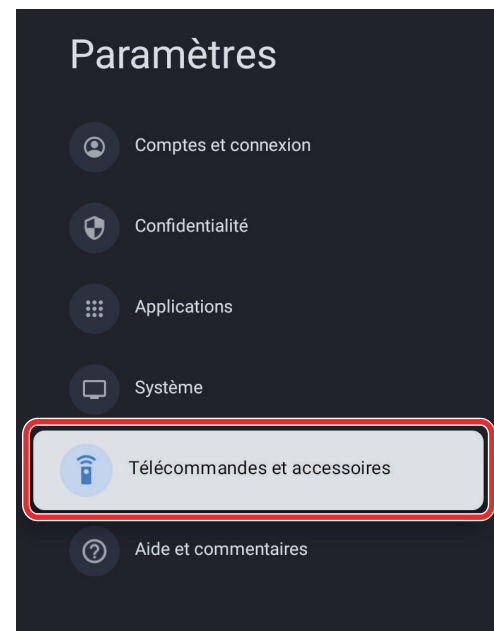 Paramètres
Comptes et connexion
Confidentialité
Applications
Système
Télécommandes et accessoires
Aide et commentaires